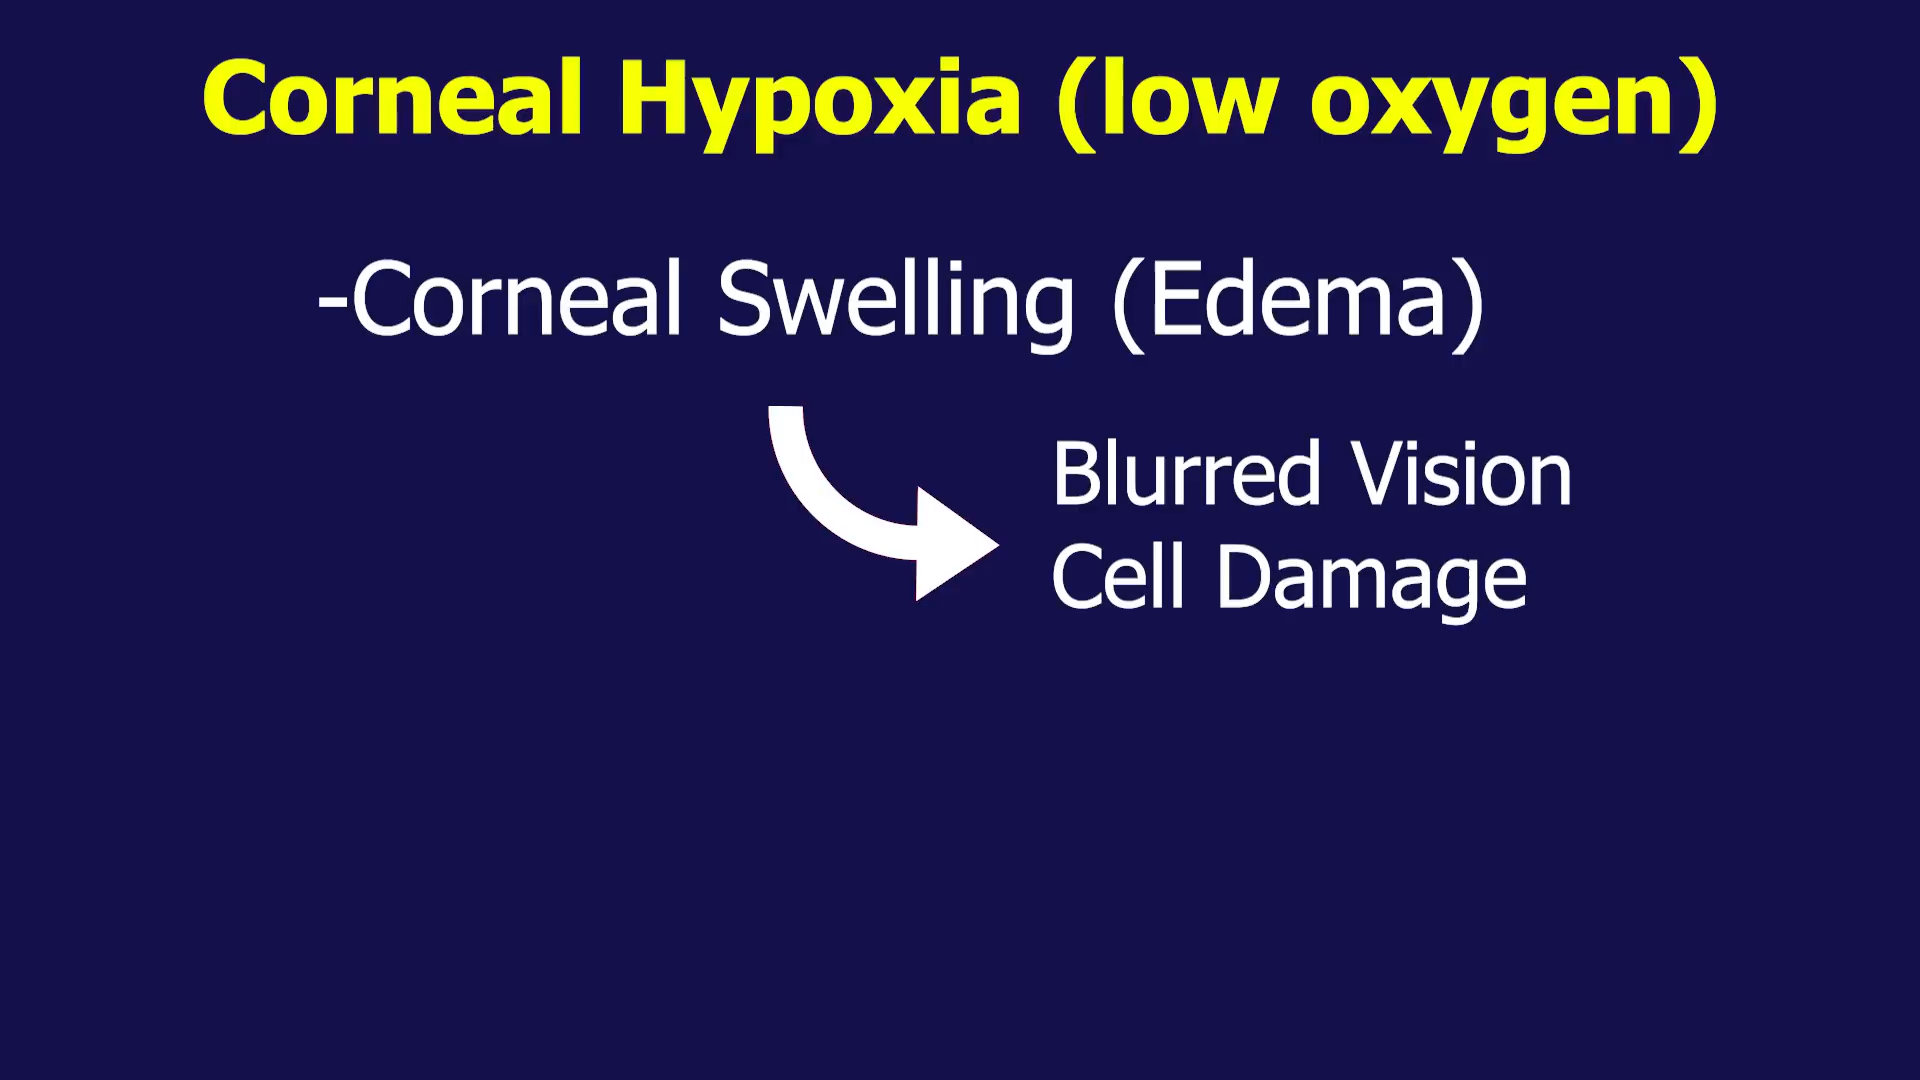 Corneal Hypoxia (low oxygen)
-Corneal Swelling (Edema)
Blurred Vision
Cell Damage